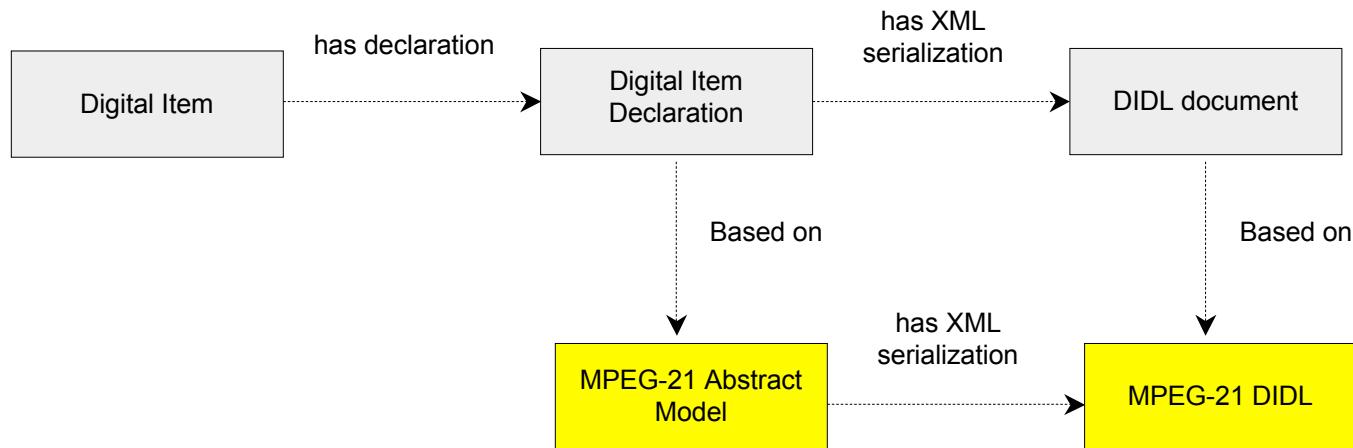 has declaration
has XML
serialization
Digital Item
Digital Item
Declaration
DIDL document
Based on
Based on
has XML
serialization
MPEG-21 Abstract
Model
MPEG-21 DIDL